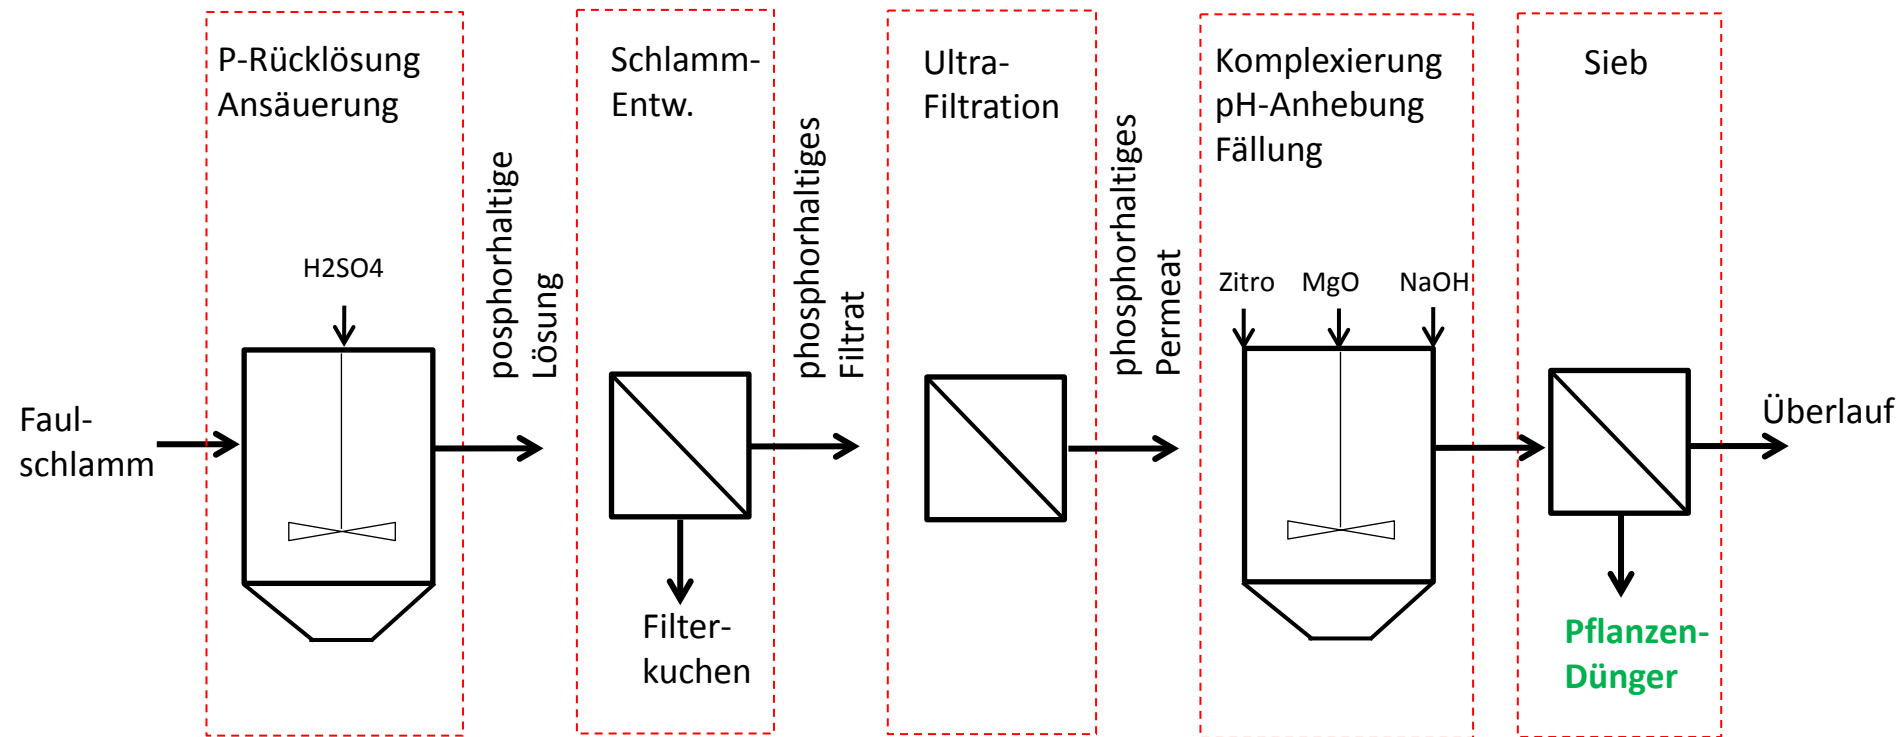 P-Rücklösung
Ansäuerung
Schlamm-
Entw.
Ultra-
Filtration
Komplexierung
pH-Anhebung
Fällung
Sieb
posphorhaltige
Lösung
phosphorhaltiges
Filtrat
phosphorhaltiges
Permeat
H2SO4
Zitro
MgO
NaOH
Faul-
schlamm
Überlauf
Filter-
kuchen
Pflanzen-
Dünger